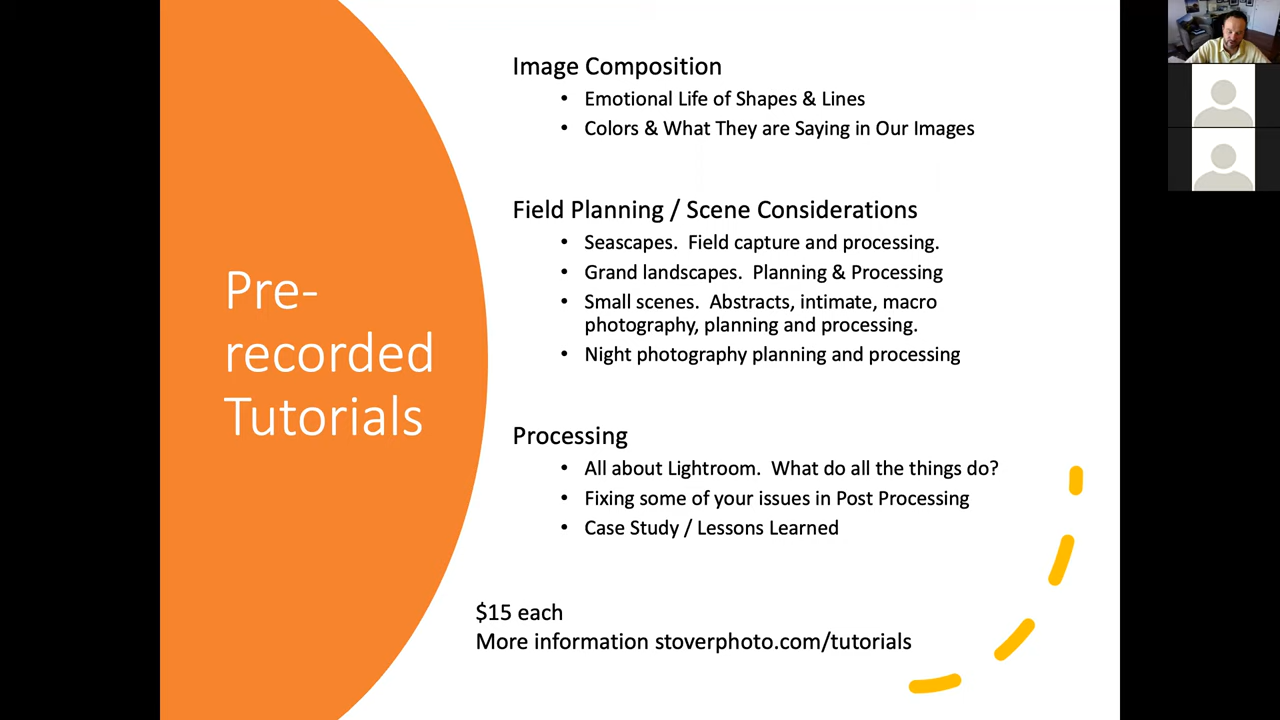 Pre-
recorded
Tutorials
Image Composition
• Emotional Life of Shapes & Lines
• Colors & What They are Saying in Our Images
Field Planning / Scene Considerations
• Seascapes.  Field capture and processing.
• Grand landscapes.  Planning & Processing
• Small scenes.  Abstracts, intimate, macro
photography, planning and processing.
• Night photography planning and processing
Processing
• All about Lightroom.  What do all the things do?
• Fixing some of your issues in Post Processing
• Case Study / Lessons Learned
$15 each
More information stoverphoto.com/tutorials